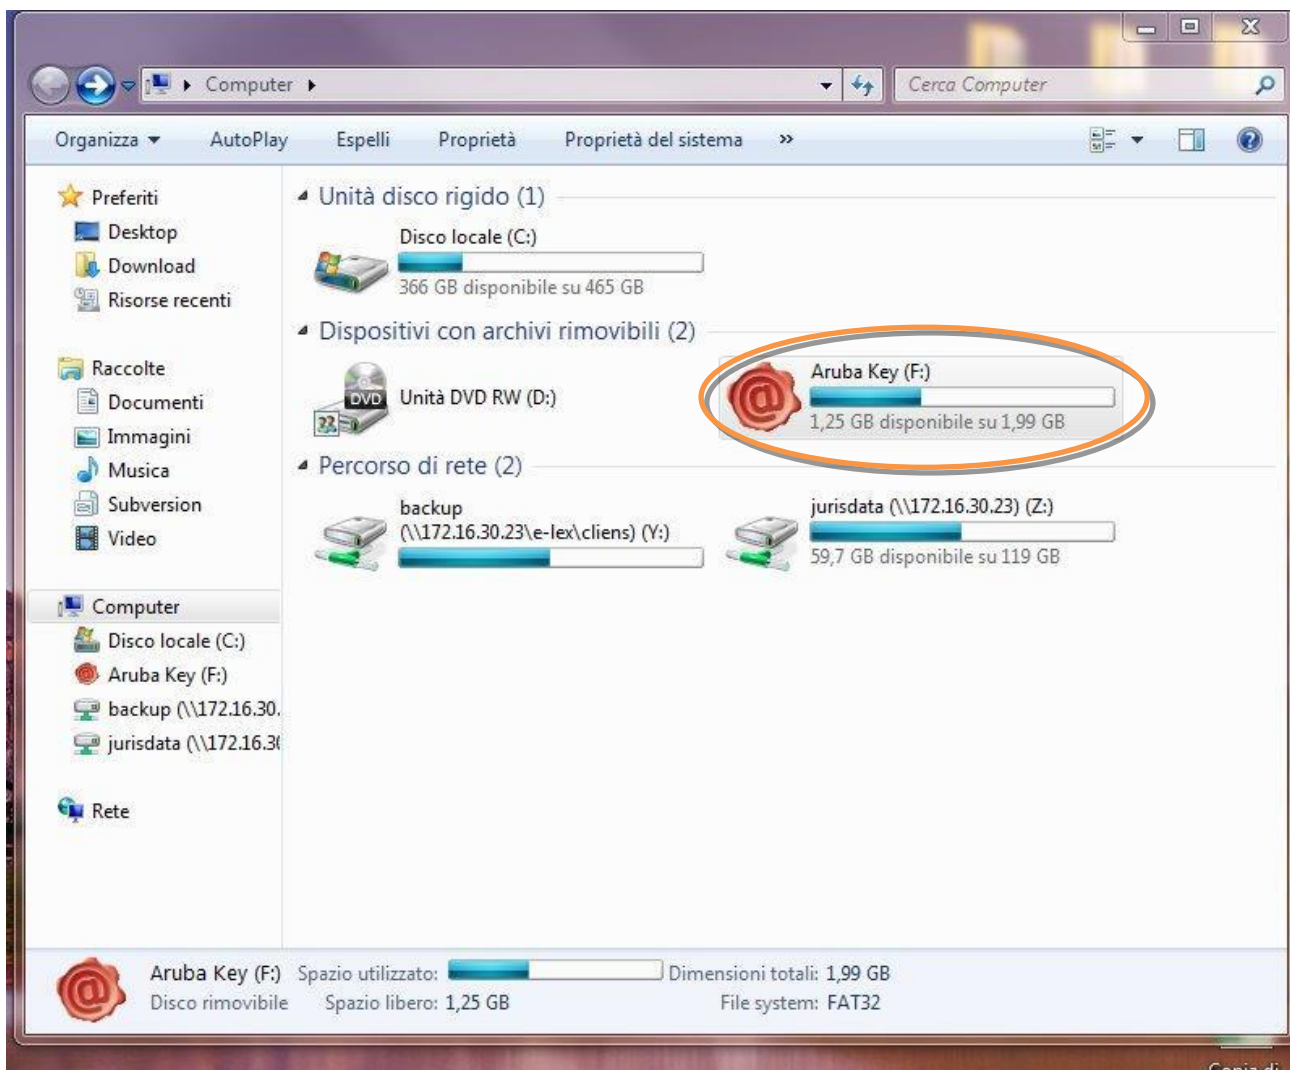 Computer
Cerca Computer
Organizza AutoPlay Espelli Proprietà Proprietà del sistema »
Preferiti
Desktop
Download
Risorse recenti
Raccolte
Documenti
Immagini
Musica
Subversion
Video
Computer
Disco locale (C:)
Aruba Key (F:)
backup (\\172.16.30.
jurisdata (\\172.16.3
Rete
Unità disco rigido (1)
Disco locale (C:)
366 GB disponibile su 465 GB
Dispositivi con archivi rimovibili (2)
DVD
Unità DVD RW (D:)
Aruba Key (F:)
1,25 GB disponibile su 1,99 GB
Percorso di rete (2)
backup
(\\172.16.30.23\e-lex\cliens) (Y:)
jurisdata (\\172.16.30.23) (Z:)
59,7 GB disponibile su 119 GB
Aruba Key (F:) Spazio utilizzato: Dimensioni totali: 1,99 GB
Disco rimovibile Spazio libero: 1,25 GB File system: FAT32